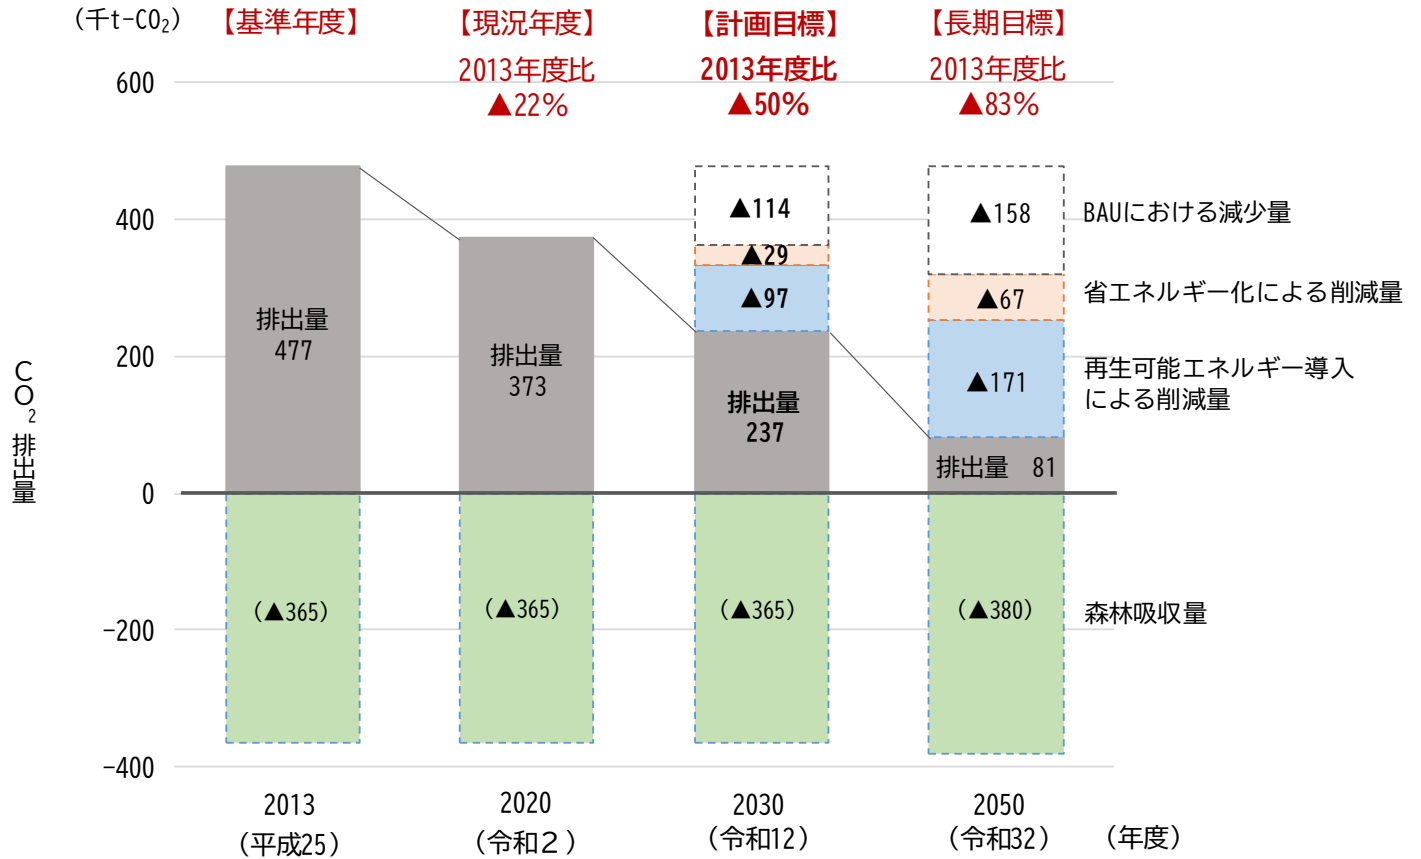 （千t-CO2）
【基準年度】
【現況年度】
2013年度比
▲22%
【計画目標】
2013年度比
▲50%
【長期目標】
2013年度比
▲83%
600
400
200
0
-200
-400
CO2排出量
排出量
477
排出量
373
▲114
▲29
▲97
排出量
237
▲158
▲67
▲171
排出量 81
BAUにおける減少量
省エネルギー化による削減量
再生可能エネルギー導入
による削減量
（▲365）
（▲365）
（▲365）
（▲380）
森林吸収量
2013
（平成25）
2020
（令和２）
2030
（令和12）
2050
（令和32）
（年度）